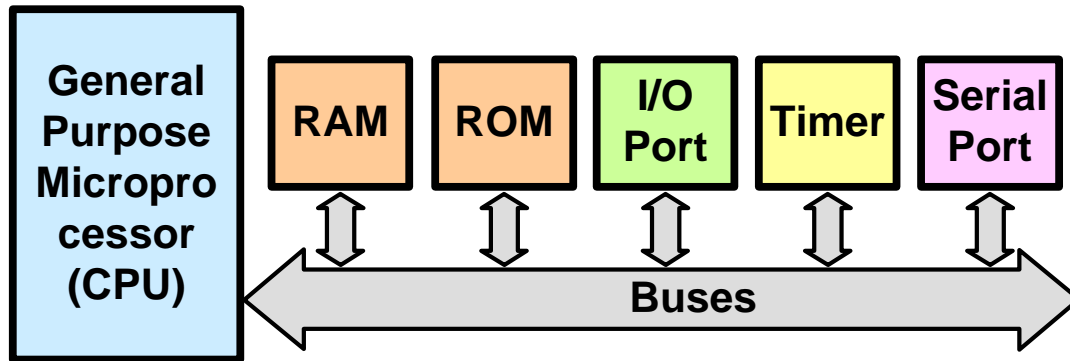 General
Purpose
Micropro
cessor
(CPU)
RAM
ROM
I/O
Port
Timer
Serial
Port
Buses